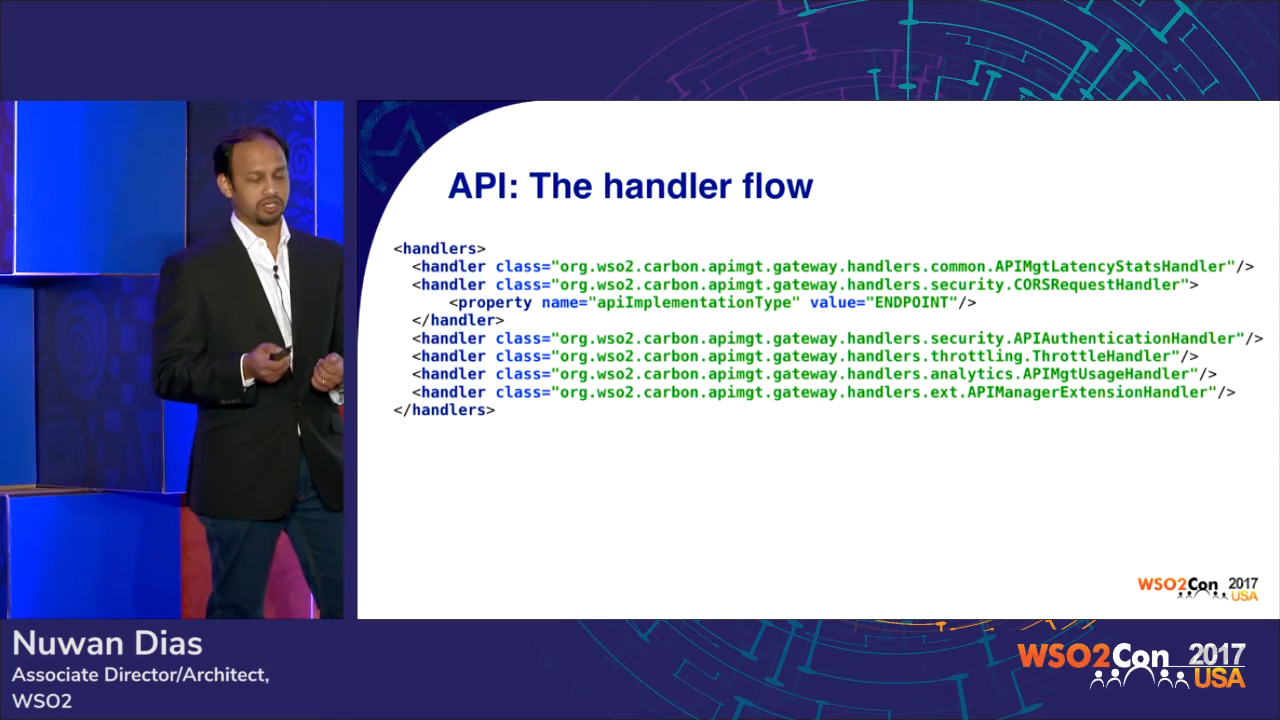 API: The handler flow
<handlers>
<handler class="org.wso2.carbon.apimgt.gateway.handlers.common.APIMgtLatencyStatsHandler"/>
<handler class="org.wso2.carbon.apimgt.gateway.handlers.security.CORSRequestHandler">
<property name="apiImplementationType" value="ENDPOINT"/>
</handler>
<handler class="org.wso2.carbon.apimgt.gateway.handlers.security.APIAuthenticationHandler"/>
<handler class="org.wso2.carbon.apimgt.gateway.handlers.throttling.ThrottleHandler"/>
<handler class="org.wso2.carbon.apimgt.gateway.handlers.analytics.APIMgtUsageHandler"/>
<handler class="org.wso2.carbon.apimgt.gateway.handlers.ext.APIManagerExtensionHandler"/>
</handlers>
WSO2Con 2017
USA
Nuwan Dias
Associate Director/Architect,
WSO2
WSO2Con 2017
USA